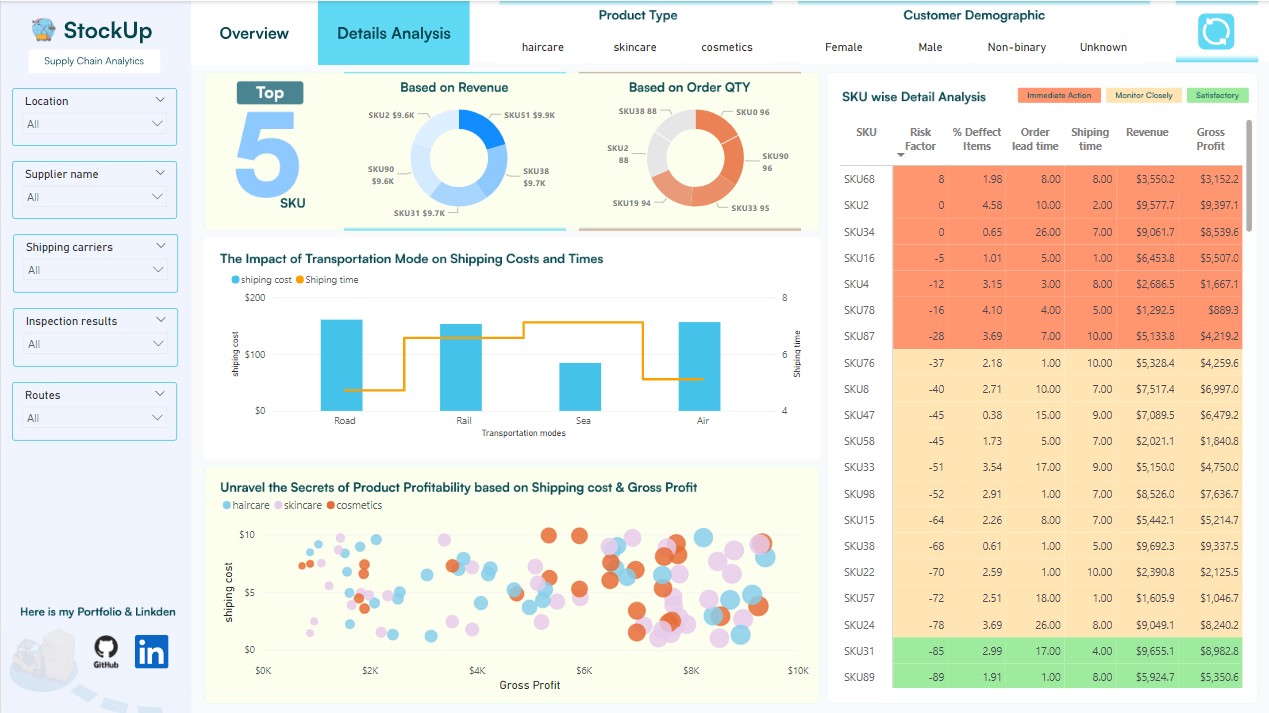 StockUp
Supply Chain Analytics
Location
All
Supplier name
All
Shipping carriers
All
Inspection results
All
Routes
All
Here is my Portfolio & Linkden
GitHub
in
Overview
Details Analysis
Product Type
haircare skincare cosmetics
Customer Demographic
Female Male Non-binary Unknown
Top
5
SKU
Based on Revenue
SKU2 $9.6K
SKU51 $9.9K
SKU90
$9.6K
SKU38
$9.7K
SKU31 $9.7K
Based on Order QTY
SKU38 88
SKU0 96
SKU2
88
SKU90
96
SKU19 94
SKU33 95
The Impact of Transportation Mode on Shipping Costs and Times
shiping cost Shiping time
$200
$100
$0
shiping cost
8
6
4
Shiping time
Road Rail Sea Air
Transportation modes
Unravel the Secrets of Product Profitability based on Shipping cost & Gross Profit
haircare skincare cosmetics
$10
$5
$0
shiping cost
$0K $2K $4K $6K $8K $10K
Gross Profit
SKU wise Detail Analysis
Immediate Action Monitor Closely Satisfactory
SKU Risk Factor % Deffect Items Order lead time Shiping time Revenue Gross Profit
SKU68 8 1.98 8.00 8.00 $3,550.2 $3,152.2
SKU2 0 4.58 10.00 2.00 $9,577.7 $9,397.1
SKU34 0 0.65 26.00 7.00 $9,061.7 $8,539.6
SKU16 -5 1.01 5.00 1.00 $6,453.8 $5,507.0
SKU4 -12 3.15 3.00 8.00 $2,686.5 $1,667.1
SKU78 -16 4.10 4.00 5.00 $1,292.5 $889.3
SKU87 -28 3.69 7.00 10.00 $5,133.8 $4,219.2
SKU76 -37 2.18 1.00 10.00 $5,328.4 $4,259.6
SKU8 -40 2.71 10.00 7.00 $7,517.4 $6,997.0
SKU47 -45 0.38 15.00 9.00 $7,089.5 $6,479.2
SKU58 -45 1.73 5.00 7.00 $2,021.1 $1,840.8
SKU33 -51 3.54 17.00 9.00 $5,150.0 $4,750.0
SKU98 -52 2.91 1.00 7.00 $8,526.0 $7,636.7
SKU15 -64 2.26 8.00 7.00 $5,442.1 $5,214.7
SKU38 -68 0.61 1.00 5.00 $9,692.3 $9,337.5
SKU22 -70 2.59 1.00 10.00 $2,390.8 $2,125.5
SKU57 -72 2.51 18.00 1.00 $1,605.9 $1,046.7
SKU24 -78 3.69 26.00 8.00 $9,049.1 $8,240.2
SKU31 -85 2.99 17.00 4.00 $9,655.1 $8,982.8
SKU89 -89 1.91 1.00 8.00 $5,924.7 $5,350.6